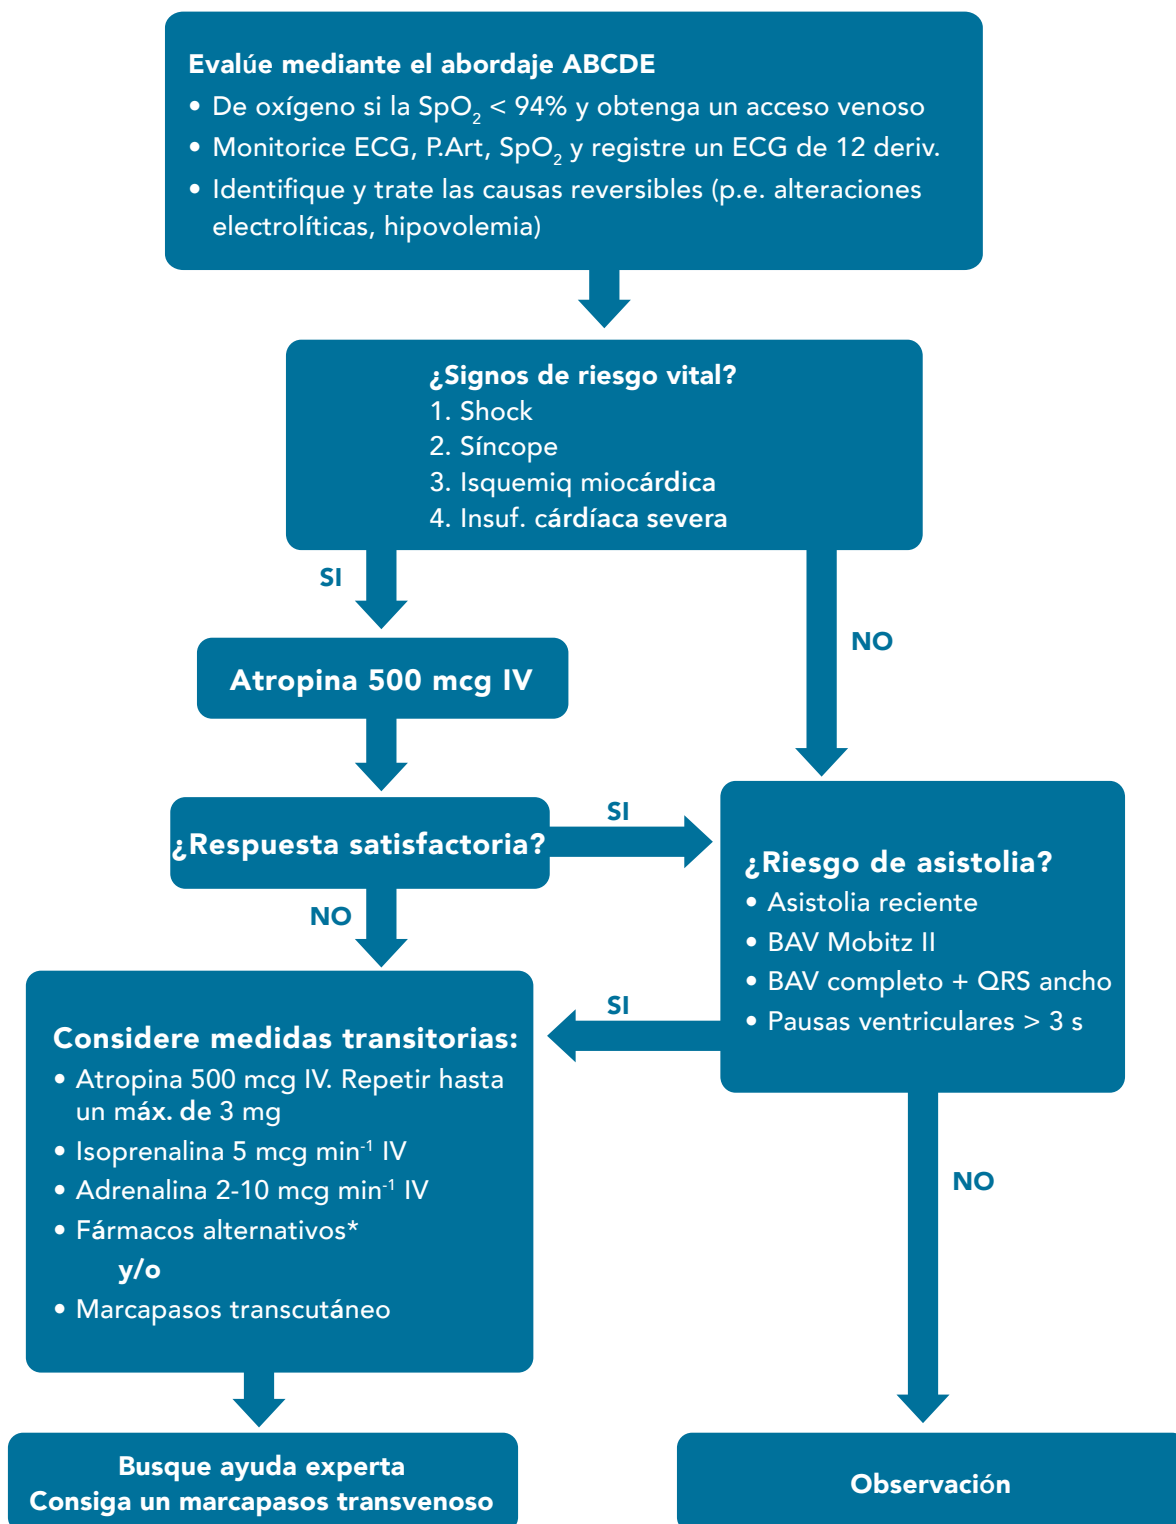 Evalúe mediante el abordaje ABCDE
• De oxígeno si la SpO₂ < 94% y obtenga un acceso venoso
• Monitorice ECG, P.Art, SpO₂ y registre un ECG de 12 deriv.
• Identifique y trate las causas reversibles (p.e. alteraciones
electrolíticas, hipovolemia)
¿Signos de riesgo vital?
1. Shock
2. Síncope
3. Isquemiq miocárdica
4. Insuf. cárdíaca severa
SI
NO
Atropina 500 mcg IV
¿Respuesta satisfactoria?
SI
NO
¿Riesgo de asistolia?
• Asistolia reciente
• BAV Mobitz II
• BAV completo + QRS ancho
• Pausas ventriculares > 3 s
SI
NO
Considere medidas transitorias:
• Atropina 500 mcg IV. Repetir hasta
un máx. de 3 mg
• Isoprenalina 5 mcg min⁻¹ IV
• Adrenalina 2-10 mcg min⁻¹ IV
• Fármacos alternativos*
y/o
• Marcapasos transcutáneo
Busque ayuda experta
Consiga un marcapasos transvenoso
Observación